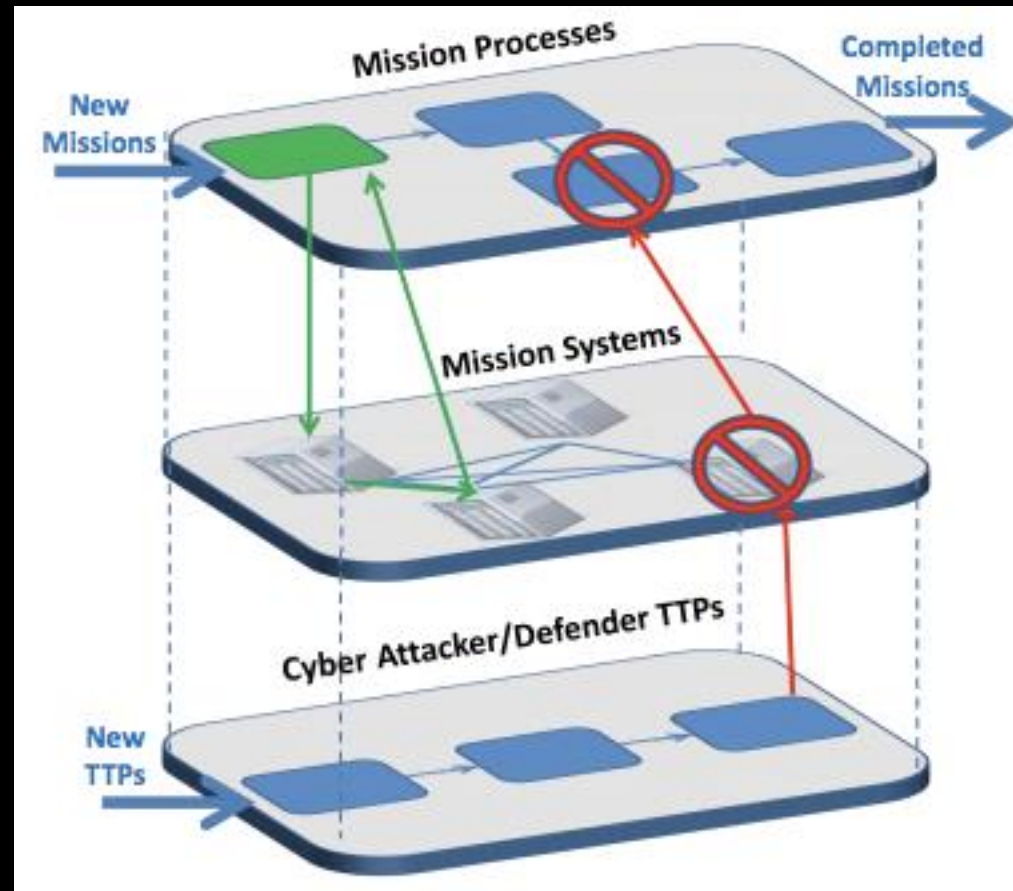 Mission Processes
Completed
Missions
New
Missions
Mission Systems
Cyber Attacker/Defender TTPs
New
TTPs